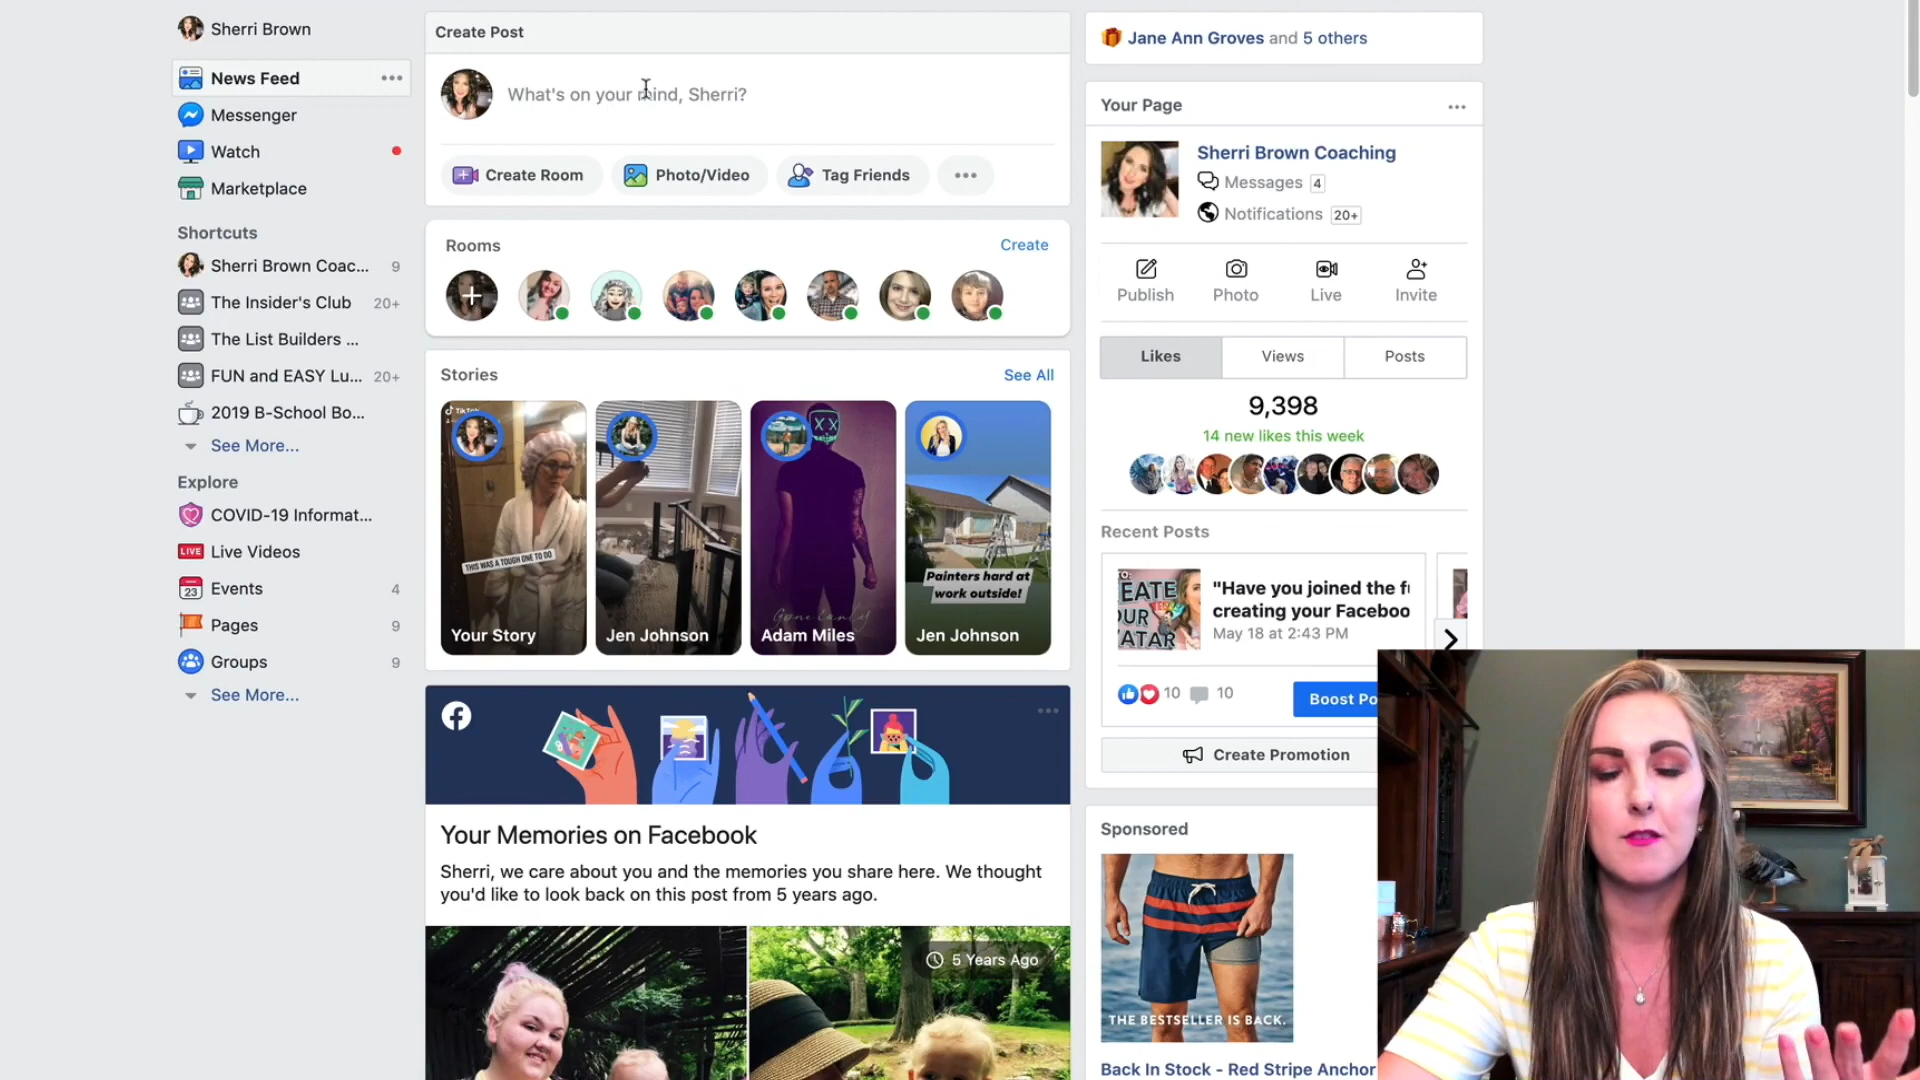 Sherri Brown
News Feed
Messenger
Watch
Marketplace
Shortcuts
Sherri Brown Coac... 9
The Insider's Club 20+
The List Builders ...
FUN and EASY Lu... 20+
2019 B-School Bo...
See More...
Explore
COVID-19 Informat...
LIVE Live Videos
23 Events 4
Pages 9
Groups 9
See More...
Create Post
What's on your mind, Sherri?
Create Room Photo/Video Tag Friends
Rooms Create
Stories See All
TikTok
THIS WAS A TOUGH ONE TO DO
Your Story
Jen Johnson
Gone Candy
Adam Miles
Painters hard at
work outside!
Jen Johnson
Your Memories on Facebook
Sherri, we care about you and the memories you share here. We thought
you'd like to look back on this post from 5 years ago.
5 Years Ago
Jane Ann Groves and 5 others
Your Page
Sherri Brown Coaching
Messages 4
Notifications 20+
Publish Photo Live Invite
Likes Views Posts
9,398
14 new likes this week
Recent Posts
EATE
OUR
ATAR
"Have you joined the f
creating your Faceboo
May 18 at 2:43 PM
10 10
Boost Po
Create Promotion
Sponsored
THE BESTSELLER IS BACK.
Back In Stock - Red Stripe Anchor